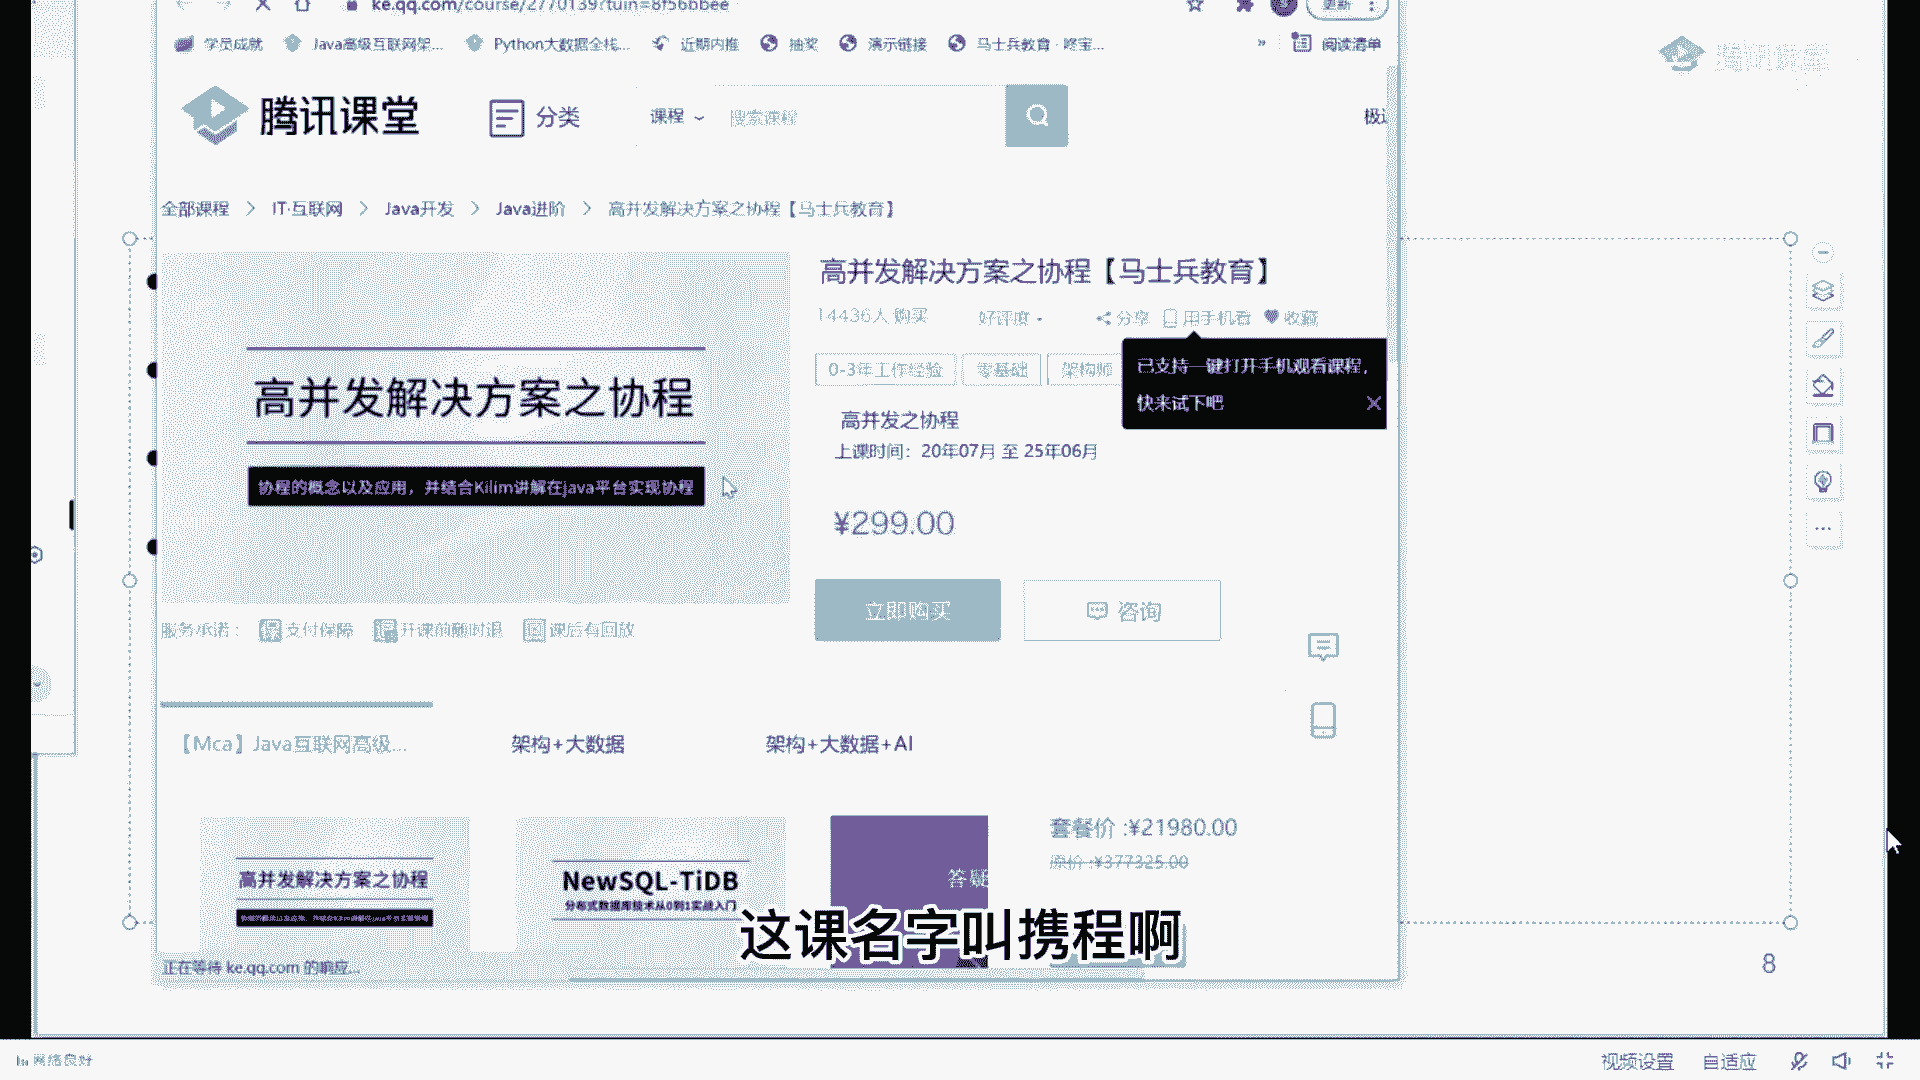 ke.qq.com/course/2770139?tuin=8f56bbee
更新
学员成就 Java高级互联网架... Python大数据全栈... 近期内推 抽奖 演示链接 马士兵教育 · 咚宝... » 阅读清单
腾讯课堂
腾讯课堂 分类 课程 搜索课程
全部课程 > IT·互联网 > Java开发 > Java进阶 > 高并发解决方案之协程【马士兵教育】
高并发解决方案之协程
协程的概念以及应用，并结合Kilim讲解在java平台实现协程
高并发解决方案之协程【马士兵教育】
14436人 购买 好评度 分享 用手机看 收藏
0-3年工作经验 零基础 架构师
已支持一键打开手机观看课程，
快来试下吧
高并发之协程
上课时间：20年07月 至 25年06月
¥299.00
立即购买 咨询
服务承诺： 支付保障 开课前随时退 课后有回放
【Mca】Java互联网高级... 架构+大数据 架构+大数据+AI
高并发解决方案之协程
NewSQL-TiDB
分布式数据库技术从0到1实战入门
答疑
套餐价 :¥21980.00
原价 :¥377325.00
这课名字叫携程啊
正在等待 ke.qq.com 的响应...
8
网络良好
视频设置 自适应